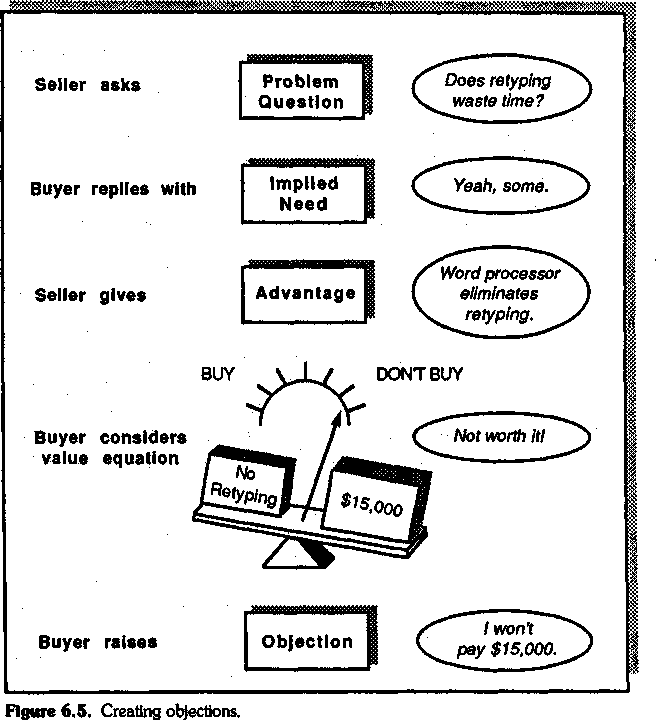 Seller asks
Problem
Question
Does retyping
waste time?
Buyer replies with
Implied
Need
Yeah, some.
Seller gives
Advantage
Word processor
eliminates
retyping.
BUY
DON'T BUY
Buyer considers
value equation
No
Retyping
$15,000
Not worth it!
Buyer raises
Objection
I won't
pay $15,000.
Figure 6.5. Creating objections.